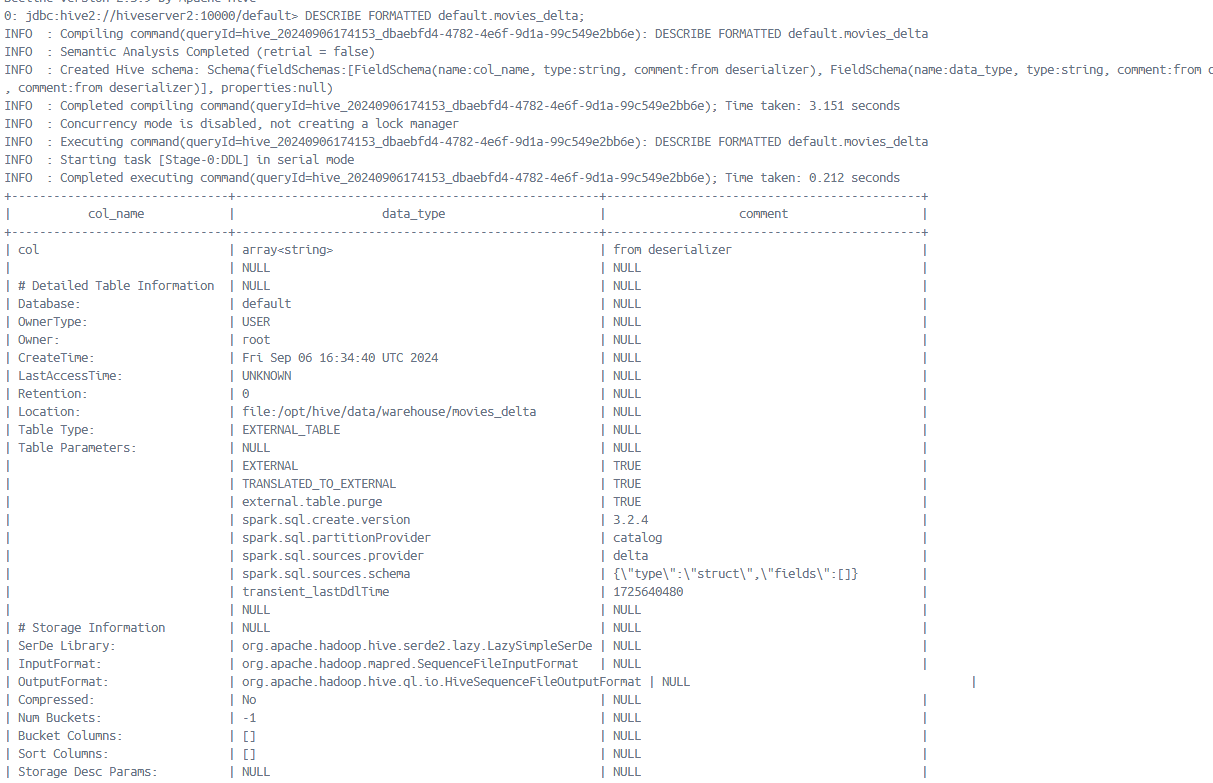 0: jdbc:hive2://hiveserver2:10000/default> DESCRIBE FORMATTED default.movies_delta;
INFO  : Compiling command(queryId=hive_20240906174153_dbaebfd4-4782-4e6f-9d1a-99c549e2bb6e): DESCRIBE FORMATTED default.movies_delta
INFO  : Semantic Analysis Completed (retrial = false)
INFO  : Created Hive schema: Schema(fieldSchemas:[FieldSchema(name:col_name, type:string, comment:from deserializer), FieldSchema(name:data_type, type:string, comment:from
, comment:from deserializer)], properties:null)
INFO  : Completed compiling command(queryId=hive_20240906174153_dbaebfd4-4782-4e6f-9d1a-99c549e2bb6e); Time taken: 3.151 seconds
INFO  : Concurrency mode is disabled, not creating a lock manager
INFO  : Executing command(queryId=hive_20240906174153_dbaebfd4-4782-4e6f-9d1a-99c549e2bb6e): DESCRIBE FORMATTED default.movies_delta
INFO  : Starting task [Stage-0:DDL] in serial mode
INFO  : Completed executing command(queryId=hive_20240906174153_dbaebfd4-4782-4e6f-9d1a-99c549e2bb6e); Time taken: 0.212 seconds
| col_name | data_type | comment |
| col | array<string> | from deserializer |
| | NULL | NULL |
| # Detailed Table Information | NULL | NULL |
| Database: | default | NULL |
| OwnerType: | USER | NULL |
| Owner: | root | NULL |
| CreateTime: | Fri Sep 06 16:34:40 UTC 2024 | NULL |
| LastAccessTime: | UNKNOWN | NULL |
| Retention: | 0 | NULL |
| Location: | file:/opt/hive/data/warehouse/movies_delta | NULL |
| Table Type: | EXTERNAL_TABLE | NULL |
| Table Parameters: | NULL | NULL |
| | EXTERNAL | TRUE |
| | TRANSLATED_TO_EXTERNAL | TRUE |
| | external.table.purge | TRUE |
| | spark.sql.create.version | 3.2.4 |
| | spark.sql.partitionProvider | catalog |
| | spark.sql.sources.provider | delta |
| | spark.sql.sources.schema | {\"type\":\"struct\",\"fields\":[]} |
| | transient_lastDdlTime | 1725640480 |
| | NULL | NULL |
| # Storage Information | NULL | NULL |
| SerDe Library: | org.apache.hadoop.hive.serde2.lazy.LazySimpleSerDe | NULL |
| InputFormat: | org.apache.hadoop.mapred.SequenceFileInputFormat | NULL |
| OutputFormat: | org.apache.hadoop.hive.ql.io.HiveSequenceFileOutputFormat | NULL |
| Compressed: | No | NULL |
| Num Buckets: | -1 | NULL |
| Bucket Columns: | [] | NULL |
| Sort Columns: | [] | NULL |
| Storage Desc Params: | NULL | NULL |